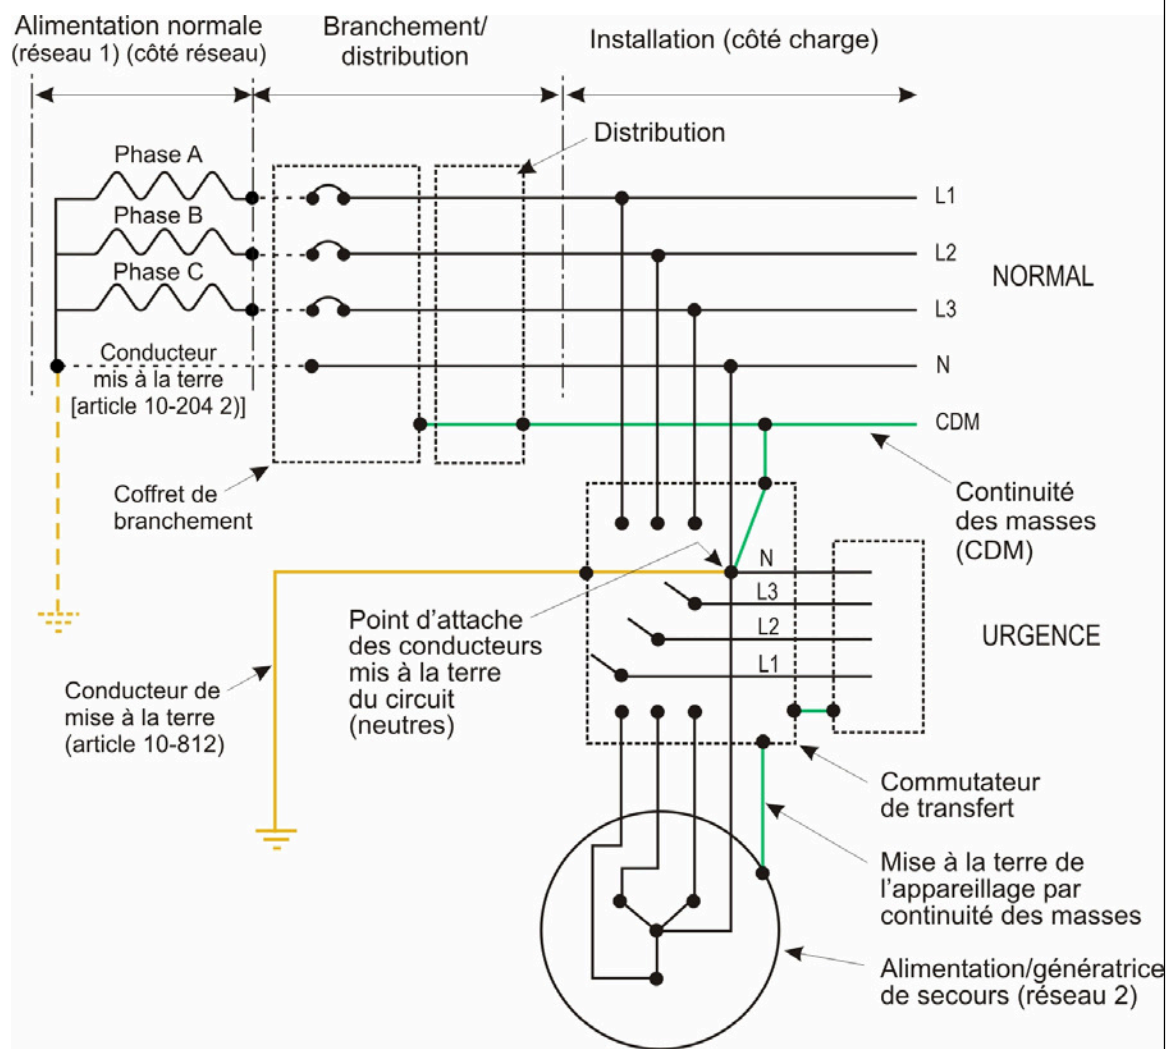 Alimentation normale
(réseau 1) (côté réseau)
Branchement/
distribution
Installation (côté charge)
Distribution
Phase A
Phase B
Phase C
L1
L2
L3
N
CDM
NORMAL
Conducteur
mis à la terre
[article 10-204 2)]
Coffret de
branchement
Continuité
des masses
(CDM)
N
L3
L2
L1
URGENCE
Point d’attache
des conducteurs
mis à la terre
du circuit
(neutres)
Conducteur de
mise à la terre
(article 10-812)
Commutateur
de transfert
Mise à la terre de
l’appareillage par
continuité des masses
Alimentation/génératrice
de secours (réseau 2)